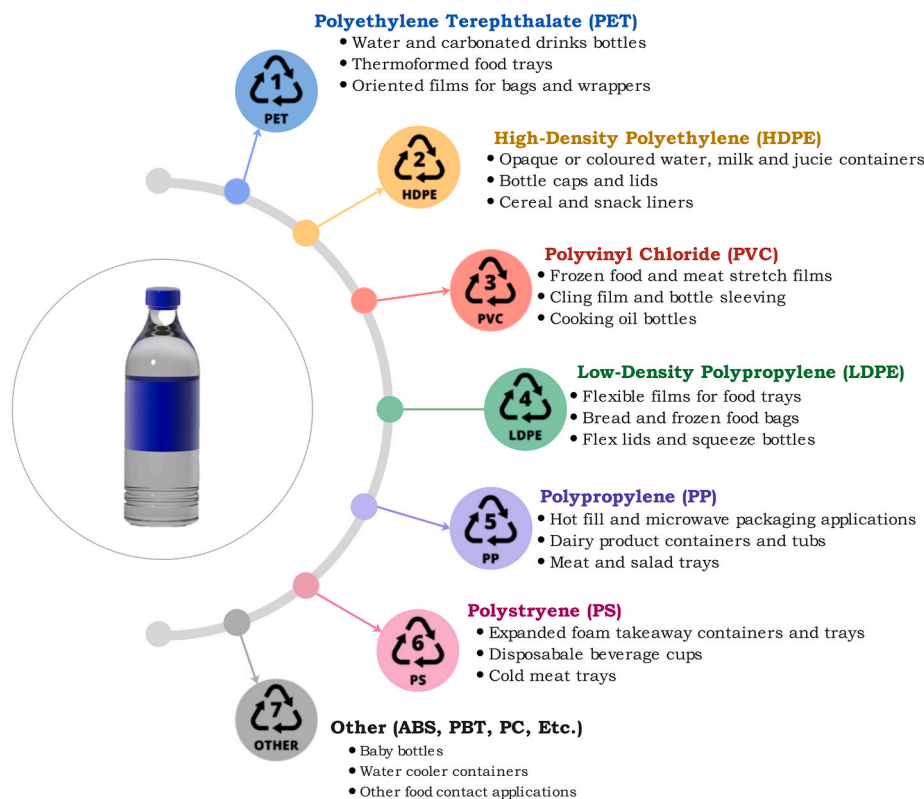 Polyethylene Terephthalate (PET)
• Water and carbonated drinks bottles
• Thermoformed food trays
• Oriented films for bags and wrappers
1
PET
High-Density Polyethylene (HDPE)
• Opaque or coloured water, milk and jucie containers
• Bottle caps and lids
• Cereal and snack liners
2
HDPE
Polyvinyl Chloride (PVC)
• Frozen food and meat stretch films
• Cling film and bottle sleeving
• Cooking oil bottles
3
PVC
Low-Density Polypropylene (LDPE)
• Flexible films for food trays
• Bread and frozen food bags
• Flex lids and squeeze bottles
4
LDPE
Polypropylene (PP)
• Hot fill and microwave packaging applications
• Dairy product containers and tubs
• Meat and salad trays
5
PP
Polystryene (PS)
• Expanded foam takeaway containers and trays
• Disposabale beverage cups
• Cold meat trays
6
PS
Other (ABS, PBT, PC, Etc.)
• Baby bottles
• Water cooler containers
• Other food contact applications
7
OTHER